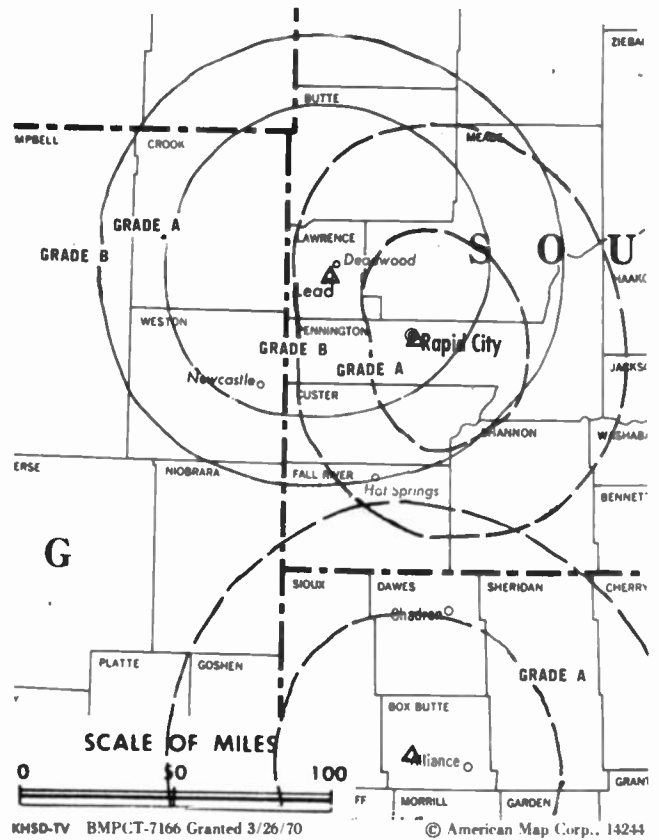 ZIEBA
BUTTE
MEADE
MPBELL
CROOK
GRADE A
GRADE B
LAWRENCE
S O U
Deadwood
Lead
HAAKO
WESTON
PENNINGTON
Rapid City
GRADE B
GRADE A
JACKSO
Newcastle
CUSTER
SHANNON
WASHABA
ERSE
NIOBRARA
FALL RIVER
Hot Springs
BENNETT
G
SIOUX
DAWES
SHERIDAN
CHERRY
Chadron
PLATTE
GOSHEN
GRADE A
BOX BUTTE
SCALE OF MILES
Alliance
0 50 100
GRANT
FF
MORRILL
GARDEN
KHSD-TV BMPCT-7166 Granted 3/26/70
© American Map Corp., 14244